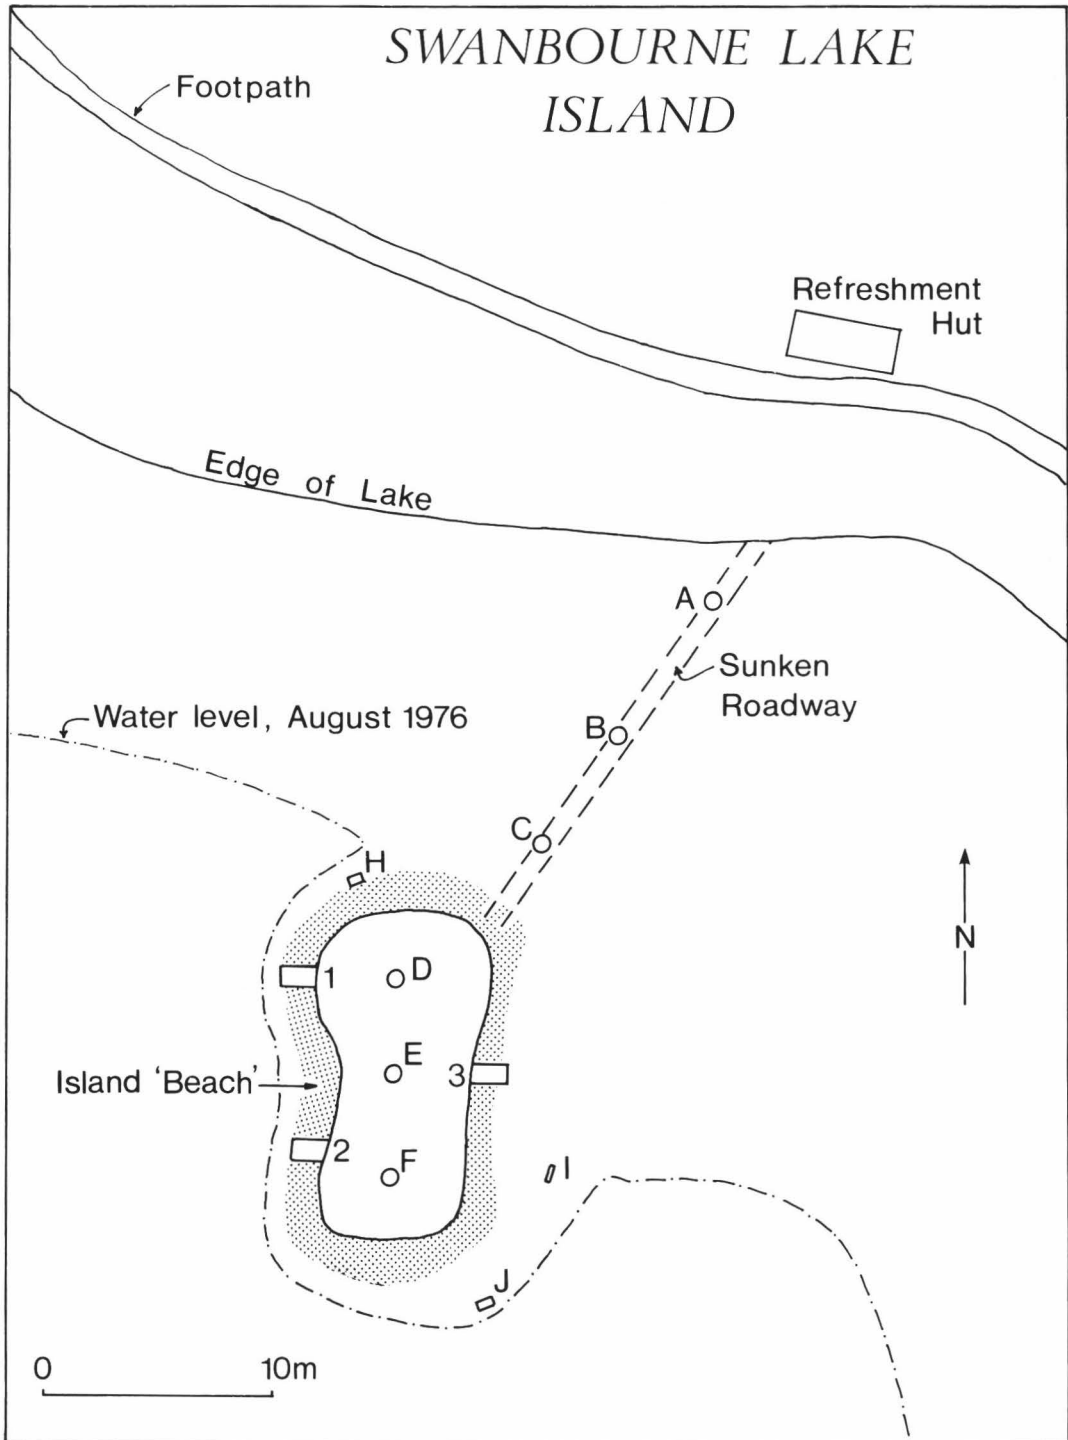 SWANBOURNE LAKE
ISLAND
Footpath
Refreshment
Hut
Edge of Lake
A
Sunken
Roadway
Water level, August 1976
B
C
H
N
1
D
E
Island ‘Beach’
3
2
F
I
J
0 10m